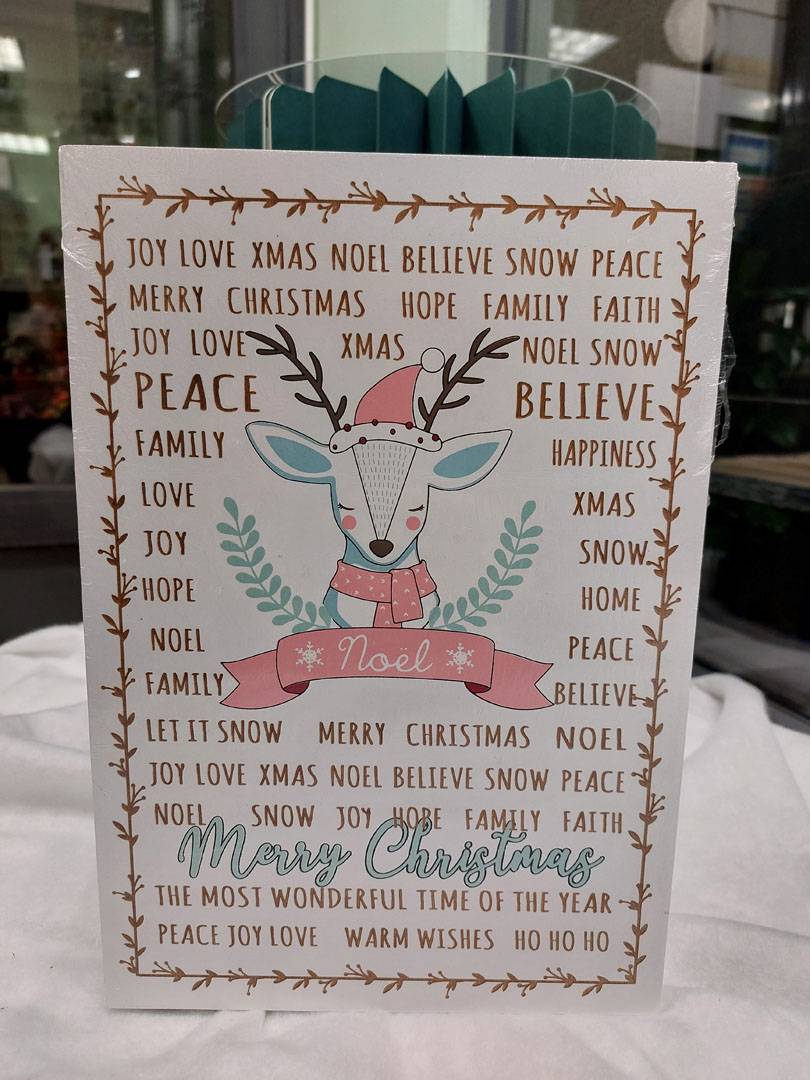 JOY LOVE XMAS NOEL BELIEVE SNOW PEACE
MERRY CHRISTMAS HOPE FAMILY FAITH
JOY LOVE XMAS NOEL SNOW
PEACE BELIEVE
FAMILY HAPPINESS
LOVE XMAS
JOY SNOW
HOPE HOME
NOEL PEACE
Noël
FAMILY BELIEVE
LET IT SNOW MERRY CHRISTMAS NOEL
JOY LOVE XMAS NOEL BELIEVE SNOW PEACE
NOEL SNOW JOY HOPE FAMILY FAITH
Merry Christmas
THE MOST WONDERFUL TIME OF THE YEAR
PEACE JOY LOVE WARM WISHES HO HO HO